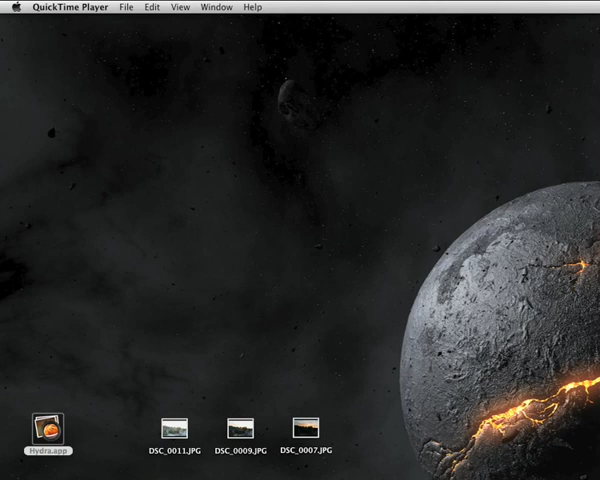 QuickTime Player File Edit View Window Help
Hydra.app DSC_0011.JPG DSC_0009.JPG DSC_0007.JPG